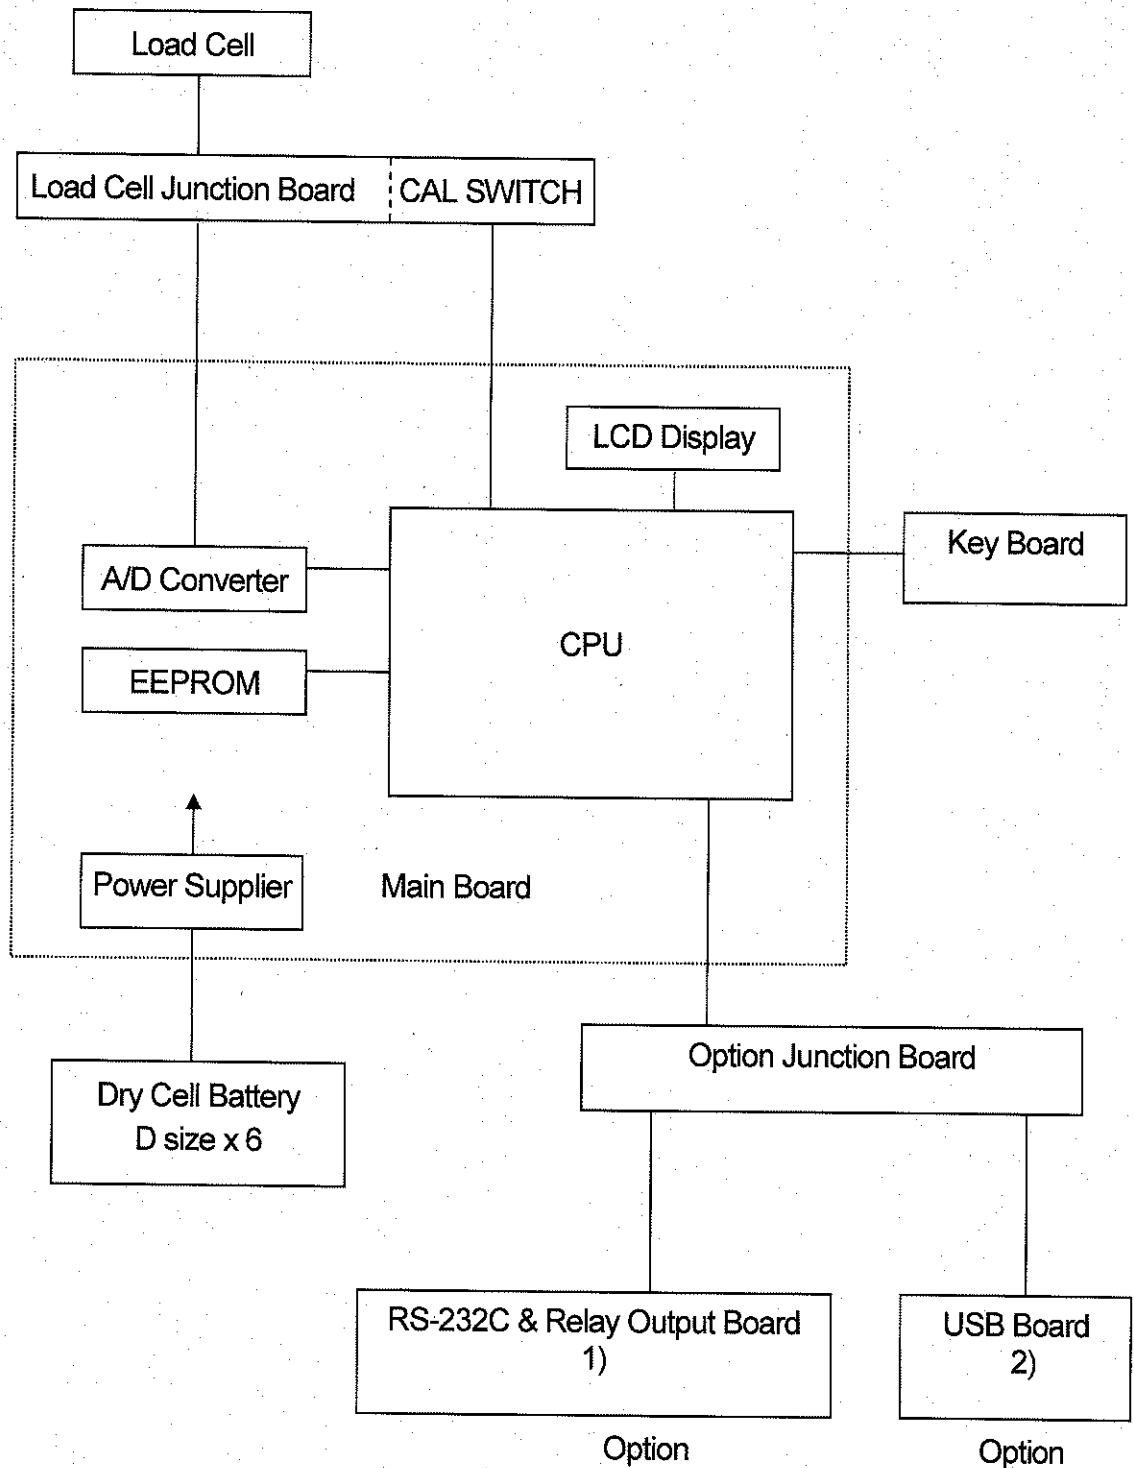 Load Cell
Load Cell Junction Board
CAL SWITCH
LCD Display
Key Board
A/D Converter
CPU
EEPROM
Power Supplier
Main Board
Option Junction Board
Dry Cell Battery
D size x 6
RS-232C & Relay Output Board
1)
USB Board
2)
Option
Option